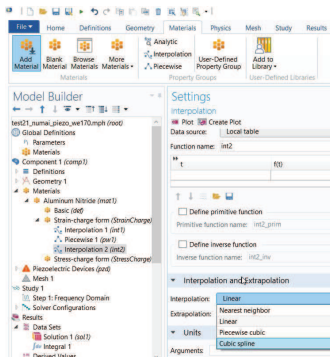 File Home Definitions Geometry Materials Physics Mesh Study Results
Add Material
Blank Material
Browse Materials
More Materials
Analytic
Interpolation
Piecewise
User-Defined Property Group
Add to Library
Materials Property Groups User-Defined Libraries
Model Builder
test21_numai_piezo_we170.mph (root)
Global Definitions
Parameters
Materials
Component 1 (comp1)
Definitions
Geometry 1
Materials
Aluminum Nitride (mat1)
Basic (def)
Strain-charge form (StrainCharge)
Interpolation 1 (int1)
Piecewise 1 (pw1)
Interpolation 2 (int2)
Stress-charge form (StressCharge)
Piezoelectric Devices (pzd)
Mesh 1
Study 1
Step 1: Frequency Domain
Solver Configurations
Results
Data Sets
Solution 1 (sol1)
Integral 1
Derived Values
Settings
Interpolation
Plot Create Plot
Data source: Local table
Function name: int2
t f(t)
Define primitive function
Primitive function name: int2_prim
Define inverse function
Inverse function name: int2_inv
Interpolation and Extrapolation
Interpolation: Linear
Extrapolation: Nearest neighbor
Linear
Piecewise cubic
Units Cubic spline
Arguments: